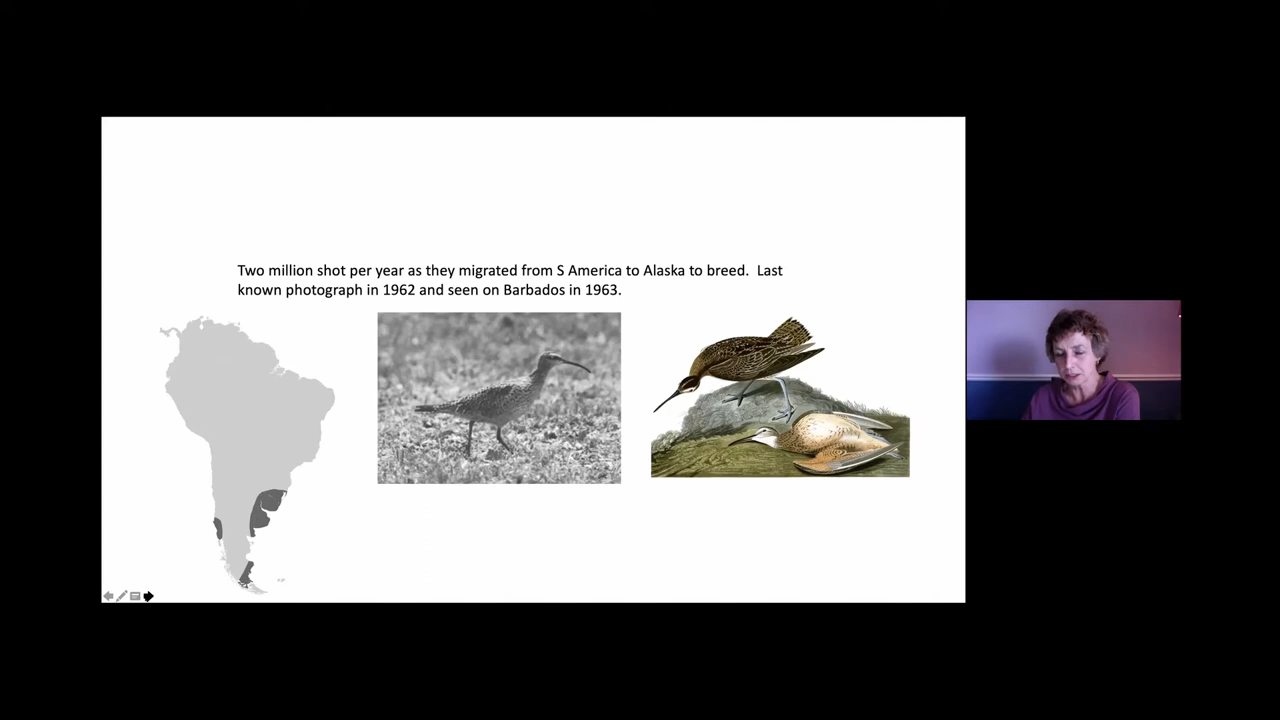 Two million shot per year as they migrated from S America to Alaska to breed.  Last
known photograph in 1962 and seen on Barbados in 1963.